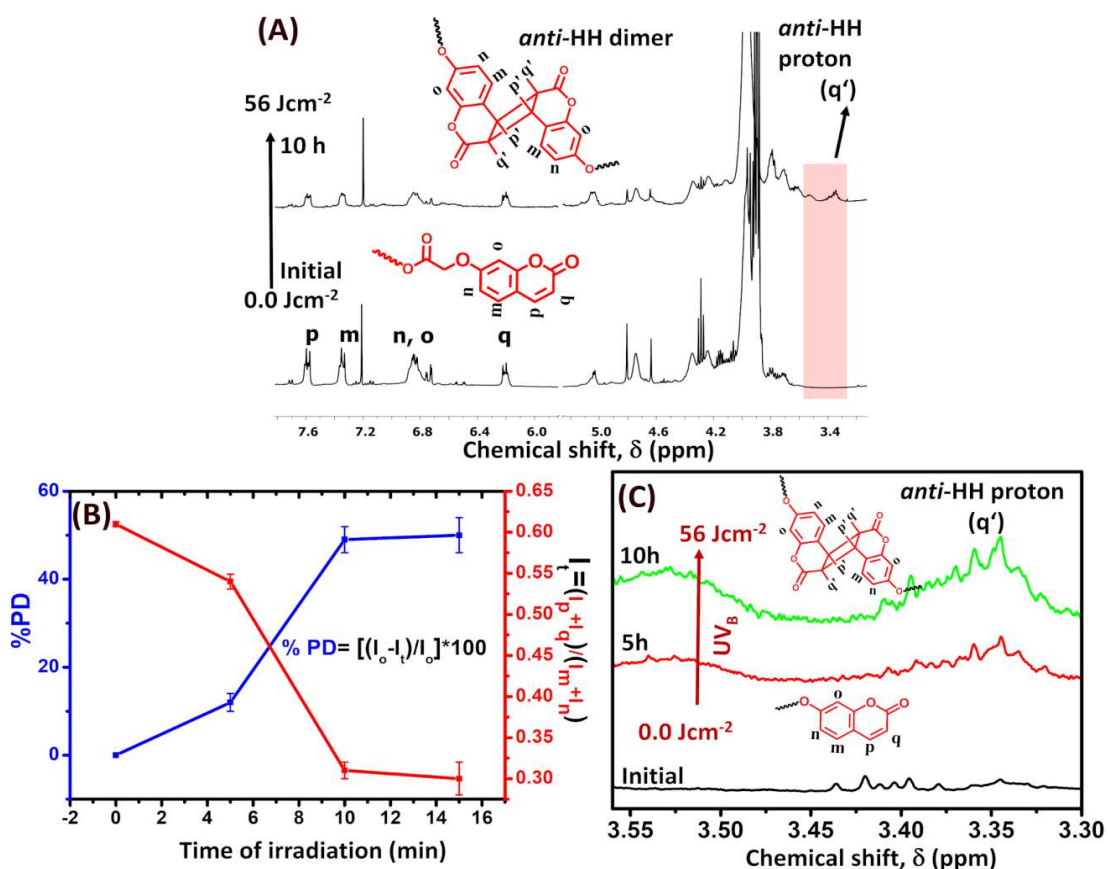 (A)
anti-HH dimer
anti-HH
proton
(q‘)
56 Jcm-2
10 h
Initial
0.0 Jcm-2
O
n
m
o
O
O
q'
p'
O
O
p'
q'
m
n
o
O
O
O
O
o
O
O
n
m
p
q
p
m
n, o
q
7.6
7.2
6.8
6.4
6.0
5.0
4.6
4.2
3.8
3.4
Chemical shift, δ (ppm)
(B)
60
40
20
0
%PD
0.65
0.60
0.55
0.50
0.45
0.40
0.35
0.30
% PD= [(Io-It)/Io]*100
It=(Ip+Iq)/(Im+In)
-2
0
2
4
6
8
10
12
14
16
Time of irradiation (min)
(C)
anti-HH proton
(q‘)
10h
56 Jcm-2
UVB
5h
0.0 Jcm-2
Initial
O
n
m
o
O
O
q'
p'
O
O
p'
q'
m
n
o
O
O
o
O
O
n
m
p
q
3.55
3.50
3.45
3.40
3.35
3.30
Chemical shift, δ (ppm)